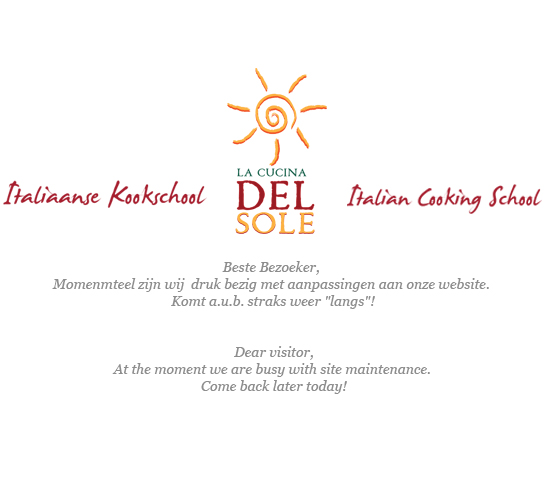 LA CUCINA
DEL
SOLE
Italiaanse Kookschool
Italian Cooking School
Beste Bezoeker,
Momenmteel zijn wij druk bezig met aanpassingen aan onze website.
Komt a.u.b. straks weer "langs"!
Dear visitor,
At the moment we are busy with site maintenance.
Come back later today!